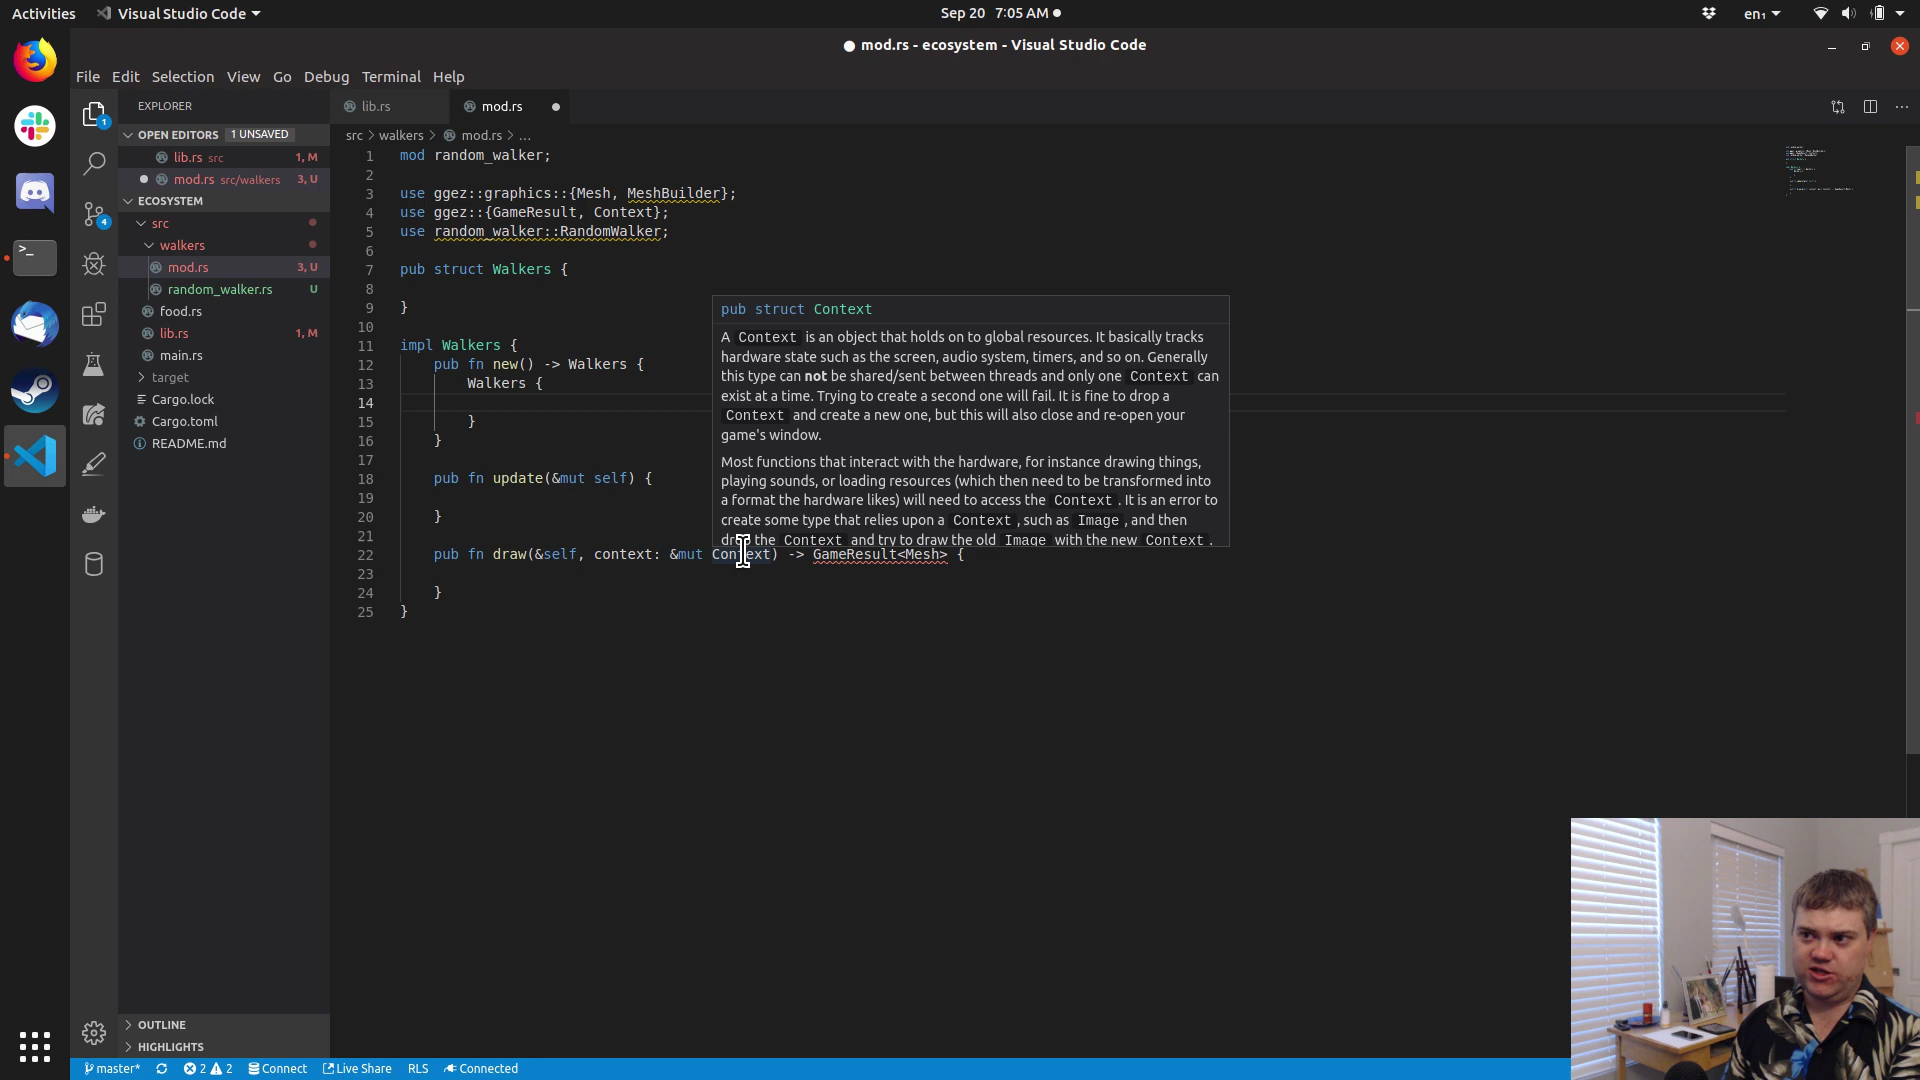 Activities Visual Studio Code Sep 20 7:05 AM en₁
mod.rs - ecosystem - Visual Studio Code
File Edit Selection View Go Debug Terminal Help
EXPLORER
OPEN EDITORS 1 UNSAVED
lib.rs src 1, M
mod.rs src/walkers 3, U
ECOSYSTEM
src
walkers
mod.rs 3, U
random_walker.rs U
food.rs
lib.rs 1, M
main.rs
target
Cargo.lock
Cargo.toml
README.md
OUTLINE
HIGHLIGHTS
1
4
lib.rs mod.rs
src > walkers > mod.rs > ...
1 mod random_walker;
2
3 use ggez::graphics::{Mesh, MeshBuilder};
4 use ggez::{GameResult, Context};
5 use random_walker::RandomWalker;
6
7 pub struct Walkers {
8
9 }
10
11 impl Walkers {
12 pub fn new() -> Walkers {
13 Walkers {
14
15 }
16 }
17
18 pub fn update(&mut self) {
19
20 }
21
22 pub fn draw(&self, context: &mut Context) -> GameResult<Mesh> {
23
24 }
25 }
pub struct Context
A Context is an object that holds on to global resources. It basically tracks
hardware state such as the screen, audio system, timers, and so on. Generally
this type can not be shared/sent between threads and only one Context can
exist at a time. Trying to create a second one will fail. It is fine to drop a
Context and create a new one, but this will also close and re-open your
game's window.
Most functions that interact with the hardware, for instance drawing things,
playing sounds, or loading resources (which then need to be transformed into
a format the hardware likes) will need to access the Context. It is an error to
create some type that relies upon a Context, such as Image, and then
drop the Context and try to draw the old Image with the new Context.
master* 2 2 Connect Live Share RLS Connected